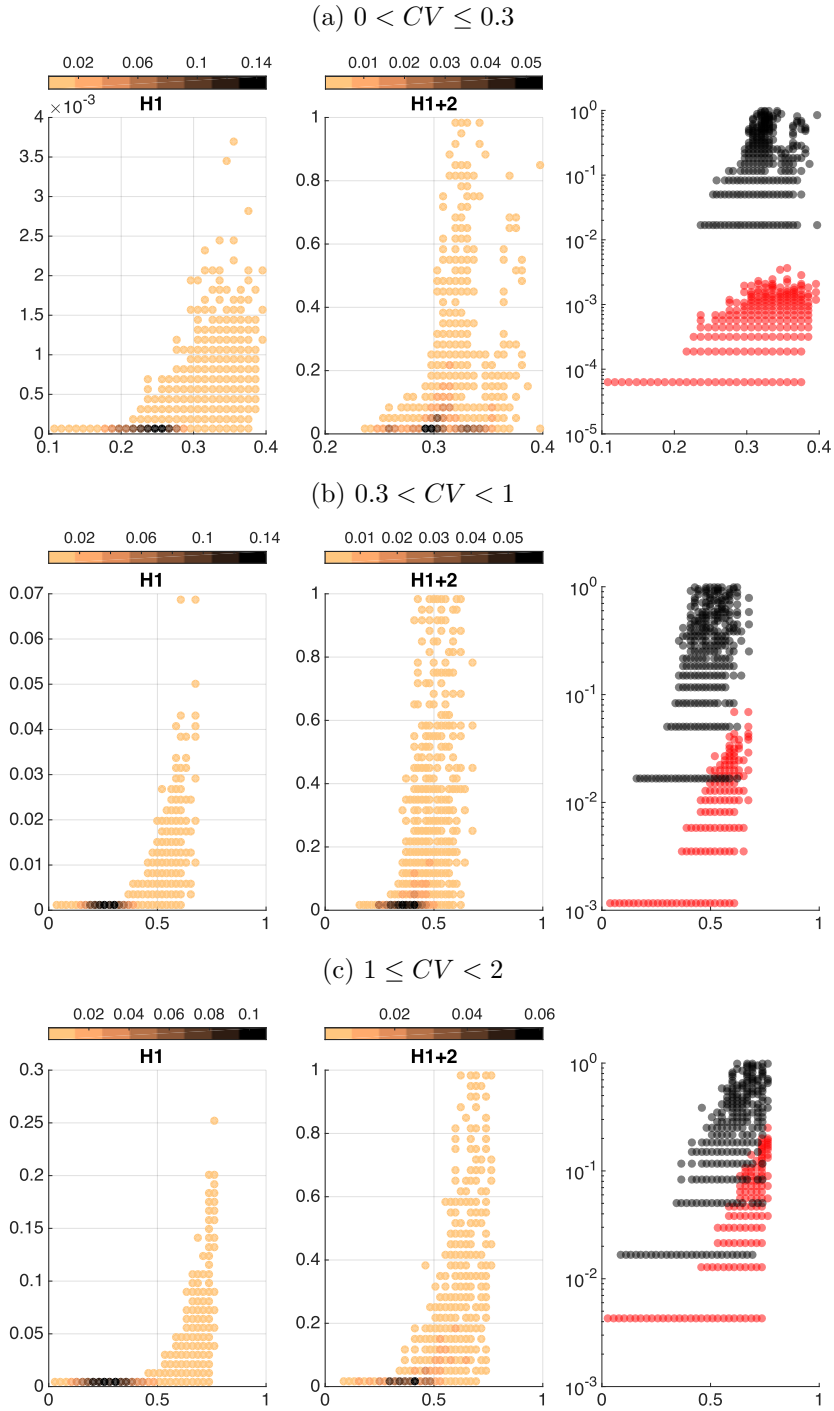 (a) 0 < CV ≤ 0.3
0.02 0.06 0.1 0.14
H1
×10⁻³
4
3.5
3
2.5
2
1.5
1
0.5
0
0.1 0.2 0.3 0.4
0.01 0.02 0.03 0.04 0.05
H1+2
1
0.8
0.6
0.4
0.2
0
0.2 0.3 0.4
10⁰
10⁻¹
10⁻²
10⁻³
10⁻⁴
10⁻⁵
0.1 0.2 0.3 0.4
(b) 0.3 < CV < 1
0.02 0.06 0.1 0.14
H1
0.07
0.06
0.05
0.04
0.03
0.02
0.01
0
0 0.5 1
0.01 0.02 0.03 0.04 0.05
H1+2
1
0.8
0.6
0.4
0.2
0
0 0.5 1
10⁰
10⁻¹
10⁻²
10⁻³
0 0.5 1
(c) 1 ≤ CV < 2
0.02 0.04 0.06 0.08 0.1
H1
0.3
0.25
0.2
0.15
0.1
0.05
0
0 0.5 1
0.02 0.04 0.06
H1+2
1
0.8
0.6
0.4
0.2
0
0 0.5 1
10⁰
10⁻¹
10⁻²
10⁻³
0 0.5 1